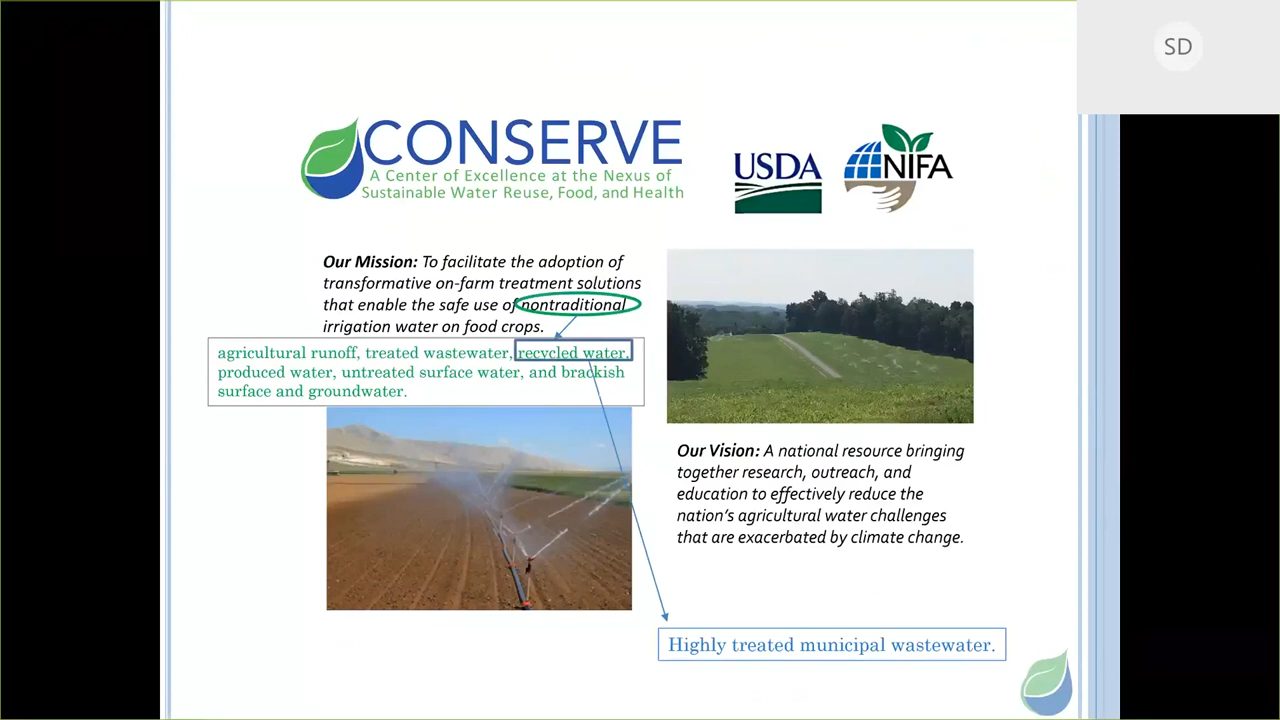 SD
CONSERVE
A Center of Excellence at the Nexus of
Sustainable Water Reuse, Food, and Health
USDA
NIFA
Our Mission: To facilitate the adoption of
transformative on-farm treatment solutions
that enable the safe use of nontraditional
irrigation water on food crops.
agricultural runoff, treated wastewater, recycled water,
produced water, untreated surface water, and brackish
surface and groundwater.
Our Vision: A national resource bringing
together research, outreach, and
education to effectively reduce the
nation's agricultural water challenges
that are exacerbated by climate change.
Highly treated municipal wastewater.